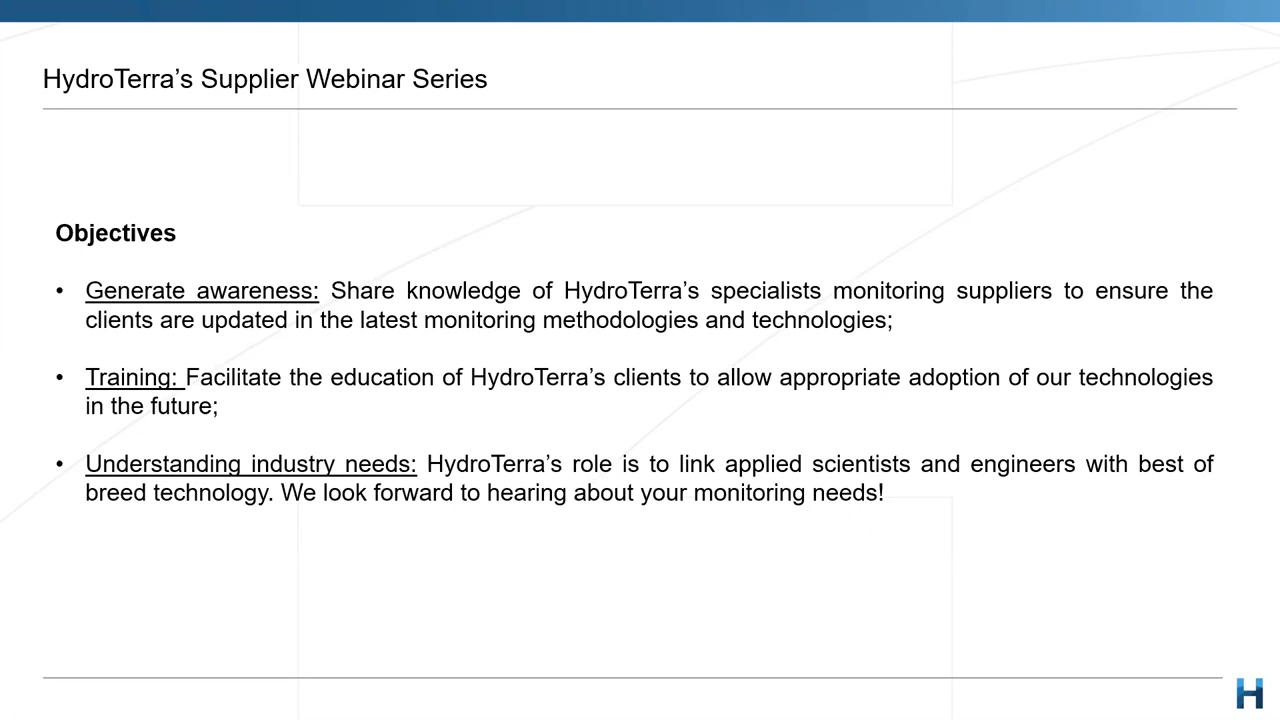 HydroTerra’s Supplier Webinar Series
Objectives
• Generate awareness: Share knowledge of HydroTerra’s specialists monitoring suppliers to ensure the
clients are updated in the latest monitoring methodologies and technologies;
• Training: Facilitate the education of HydroTerra’s clients to allow appropriate adoption of our technologies
in the future;
• Understanding industry needs: HydroTerra’s role is to link applied scientists and engineers with best of
breed technology. We look forward to hearing about your monitoring needs!
H